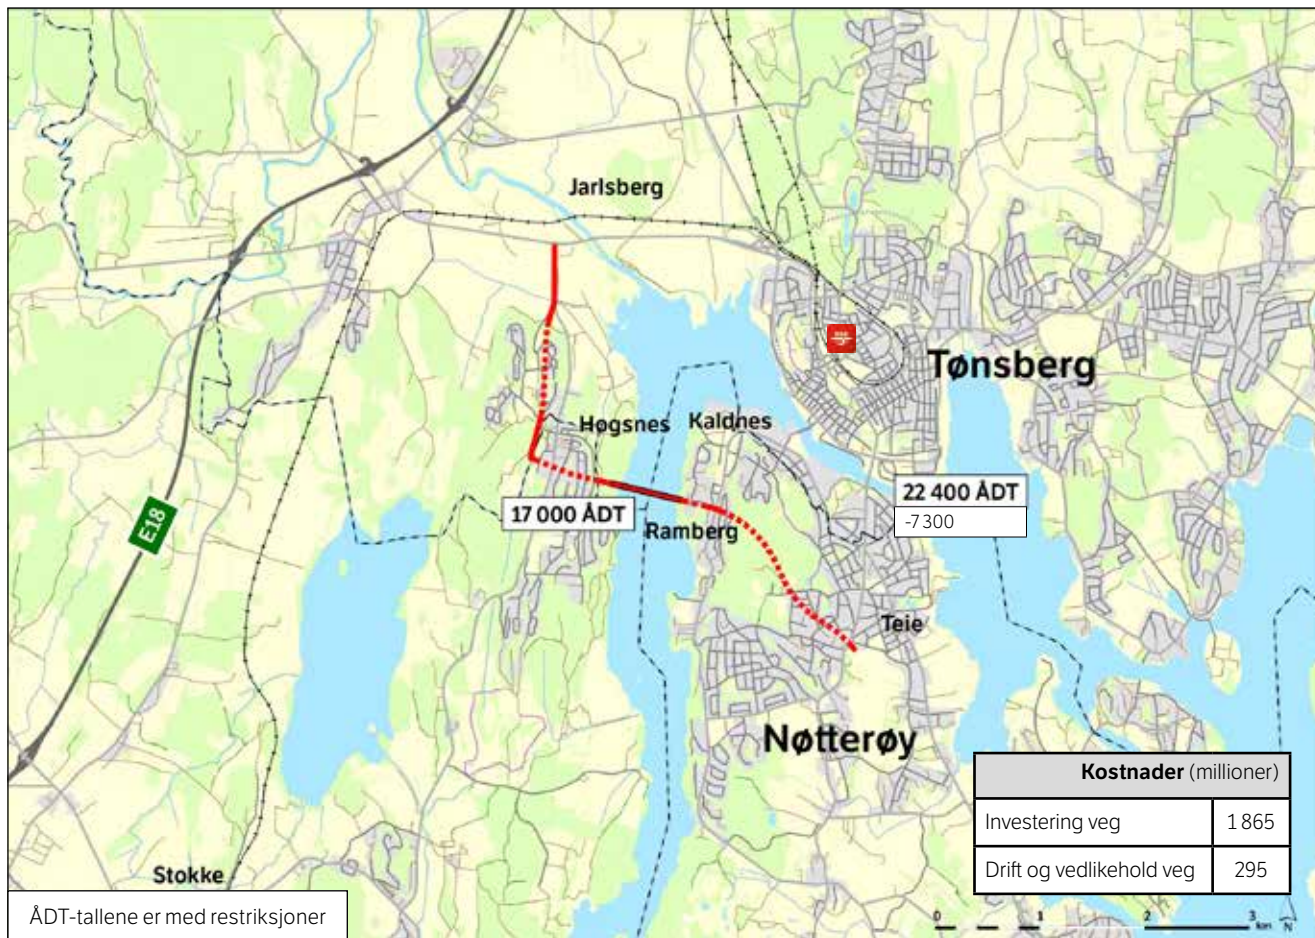 Jarlsberg
Tønsberg
Høgsnes
Kaldnes
22 400 ÅDT
-7300
17 000 ÅDT
E18
Ramberg
Teie
Nøtterøy
Kostnader (millioner)
Investering veg 1 865
Drift og vedlikehold veg 295
Stokke
ÅDT-tallene er med restriksjoner
0 1 2 3
km N